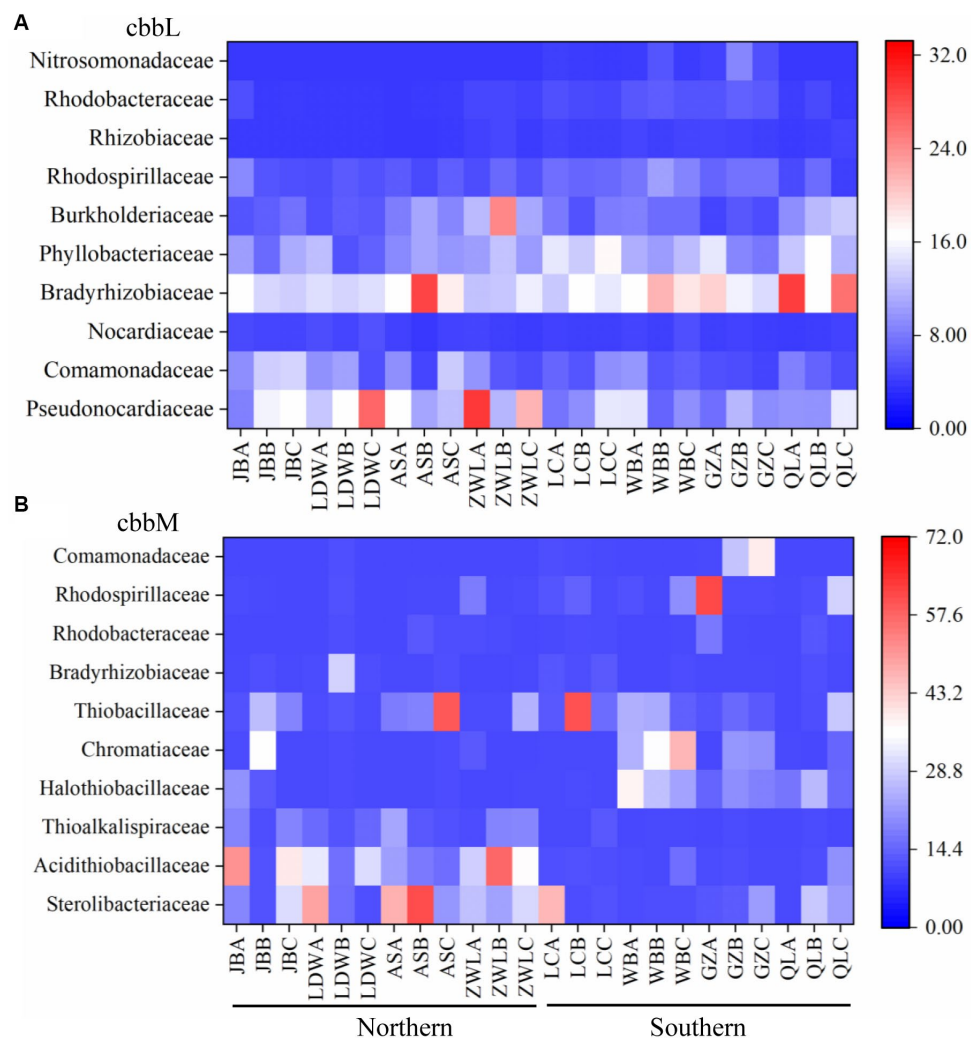 A
cbbL
Nitrosomonadaceae
Rhodobacteraceae
Rhizobiaceae
Rhodospirillaceae
Burkholderiaceae
Phyllobacteriaceae
Bradyrhizobiaceae
Nocardiaceae
Comamonadaceae
Pseudonocardiaceae
32.0
24.0
16.0
8.00
0.00
JBA JBB JBC LDWA LDWB LDWC ASA ASB ASC ZWLA ZWLB ZWLC LCA LCB LCC WBA WBB WBC GZA GZB GZC QLA QLB QLC
B
cbbM
Comamonadaceae
Rhodospirillaceae
Rhodobacteraceae
Bradyrhizobiaceae
Thiobacillaceae
Chromatiaceae
Halothiobacillaceae
Thioalkalispiraceae
Acidithiobacillaceae
Sterolibacteriaceae
72.0
57.6
43.2
28.8
14.4
0.00
JBA JBB JBC LDWA LDWB LDWC ASA ASB ASC ZWLA ZWLB ZWLC LCA LCB LCC WBA WBB WBC GZA GZB GZC QLA QLB QLC
Northern Southern